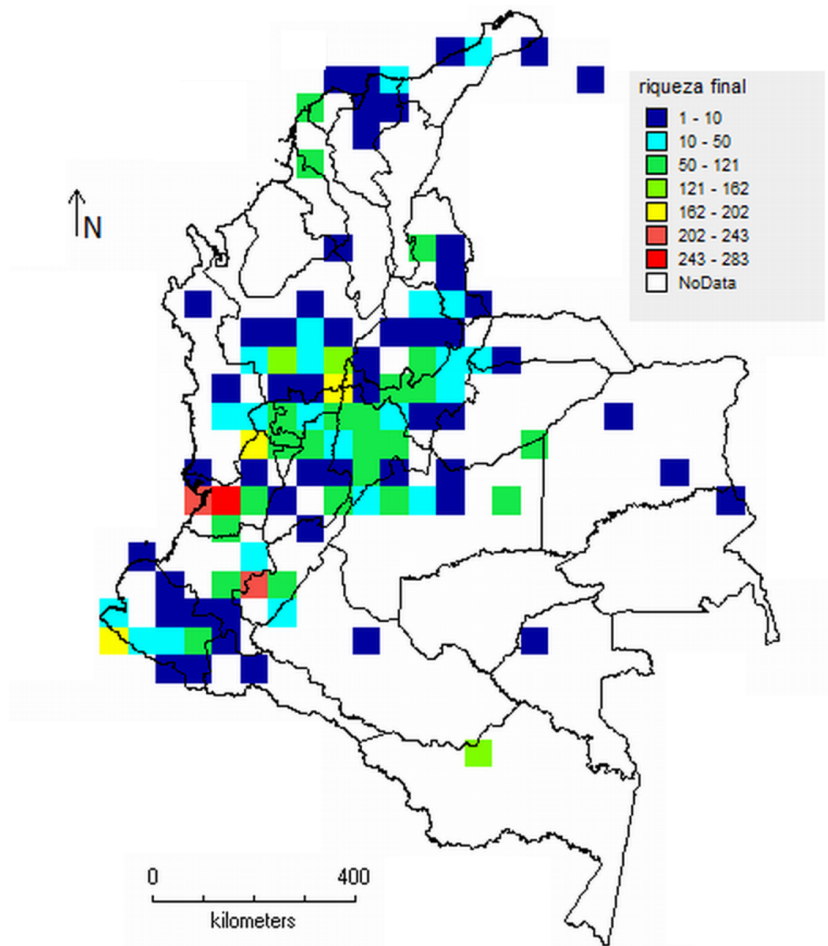 N
riqueza final
1 - 10
10 - 50
50 - 121
121 - 162
162 - 202
202 - 243
243 - 283
NoData
0 400
kilometers